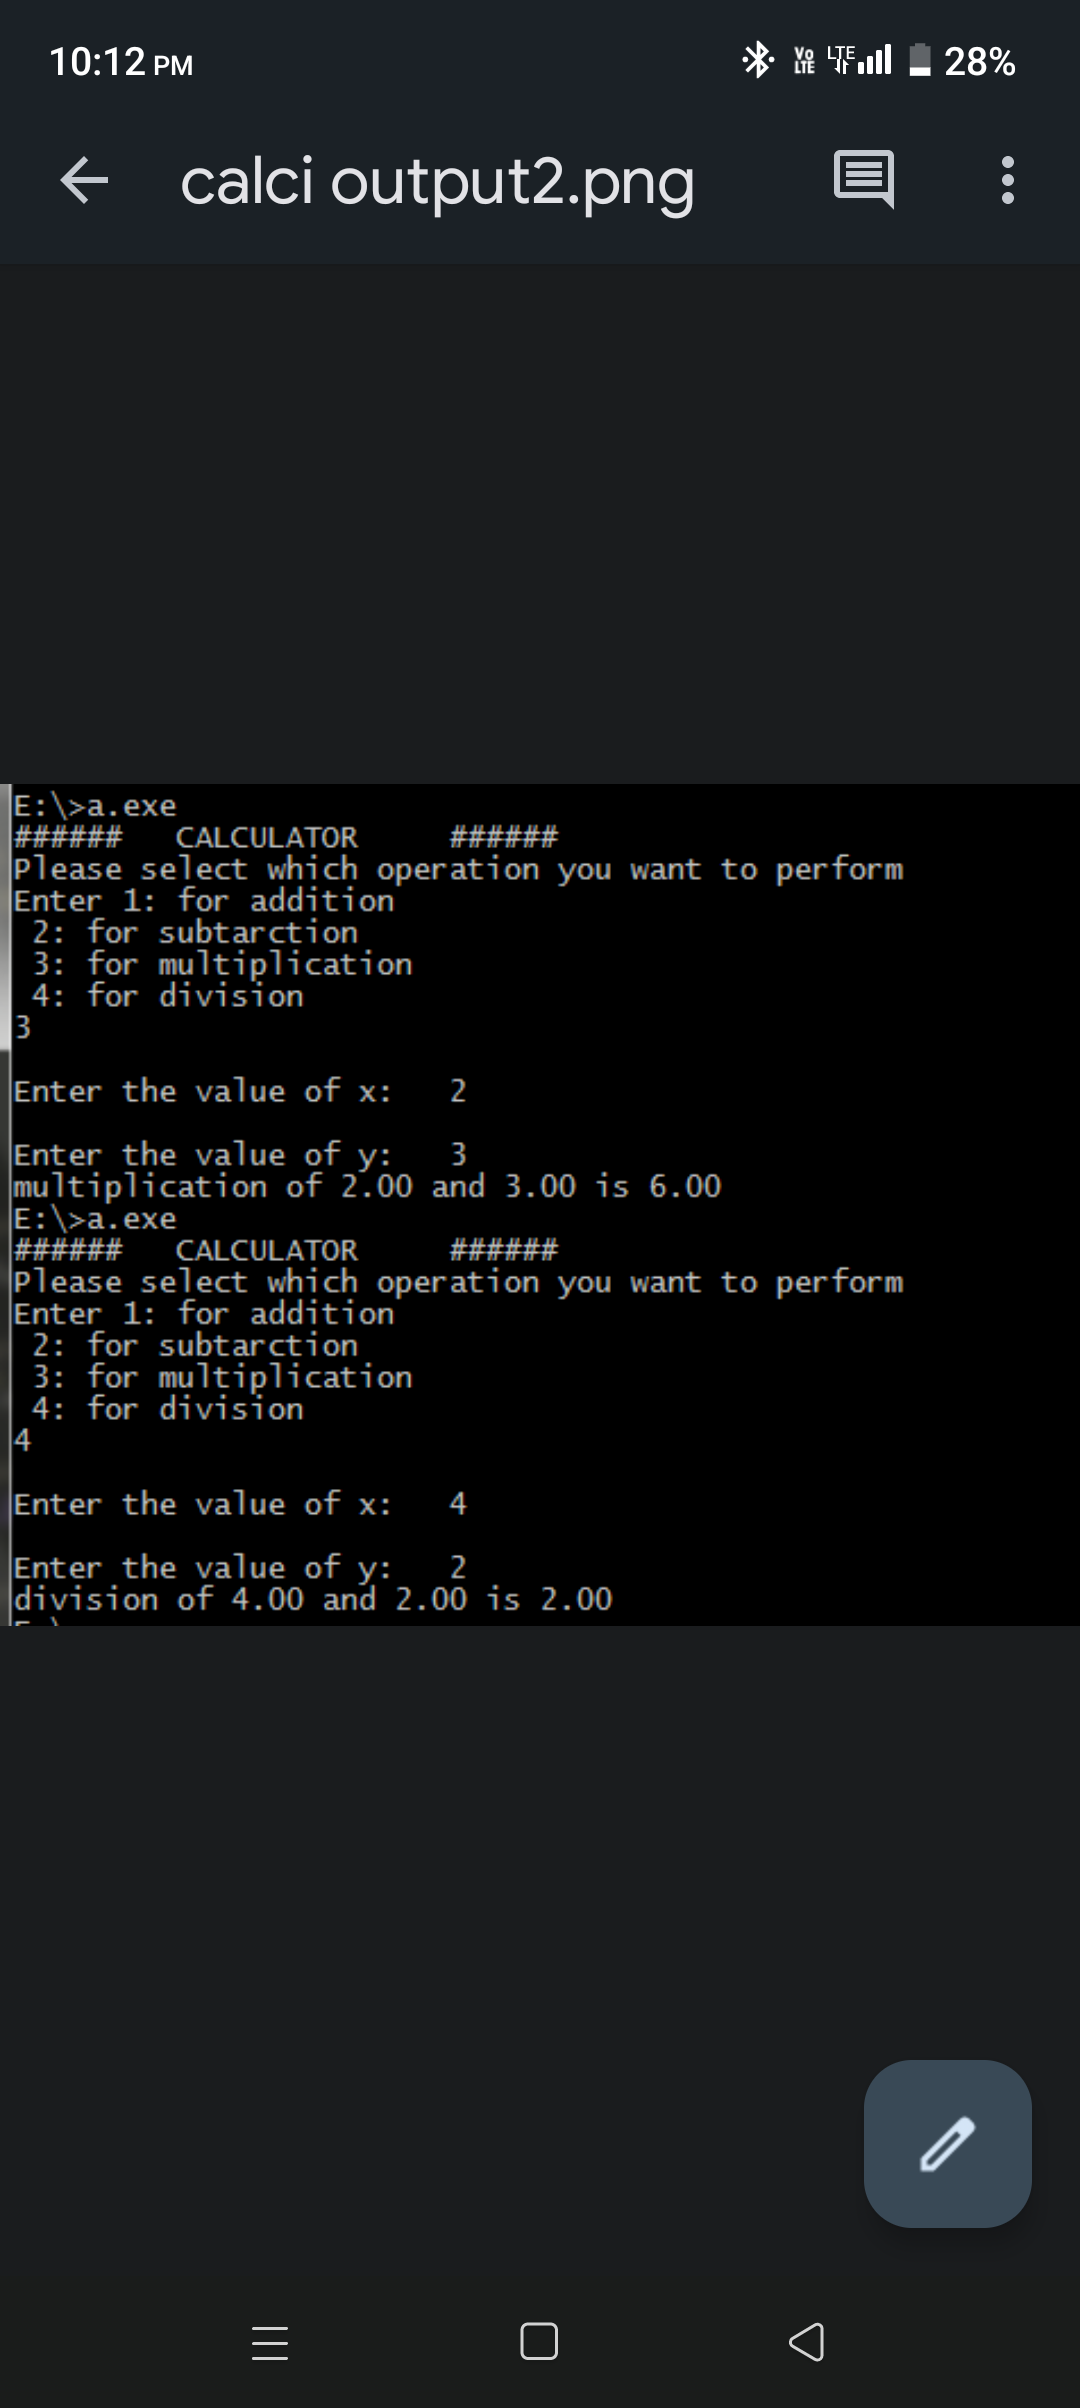 10:12 PM
Vo LTE LTE 28%
calci output2.png
E:\>a.exe
###### CALCULATOR ######
Please select which operation you want to perform
Enter 1: for addition
2: for subtarction
3: for multiplication
4: for division
3
Enter the value of x: 2
Enter the value of y: 3
multiplication of 2.00 and 3.00 is 6.00
E:\>a.exe
###### CALCULATOR ######
Please select which operation you want to perform
Enter 1: for addition
2: for subtarction
3: for multiplication
4: for division
4
Enter the value of x: 4
Enter the value of y: 2
division of 4.00 and 2.00 is 2.00